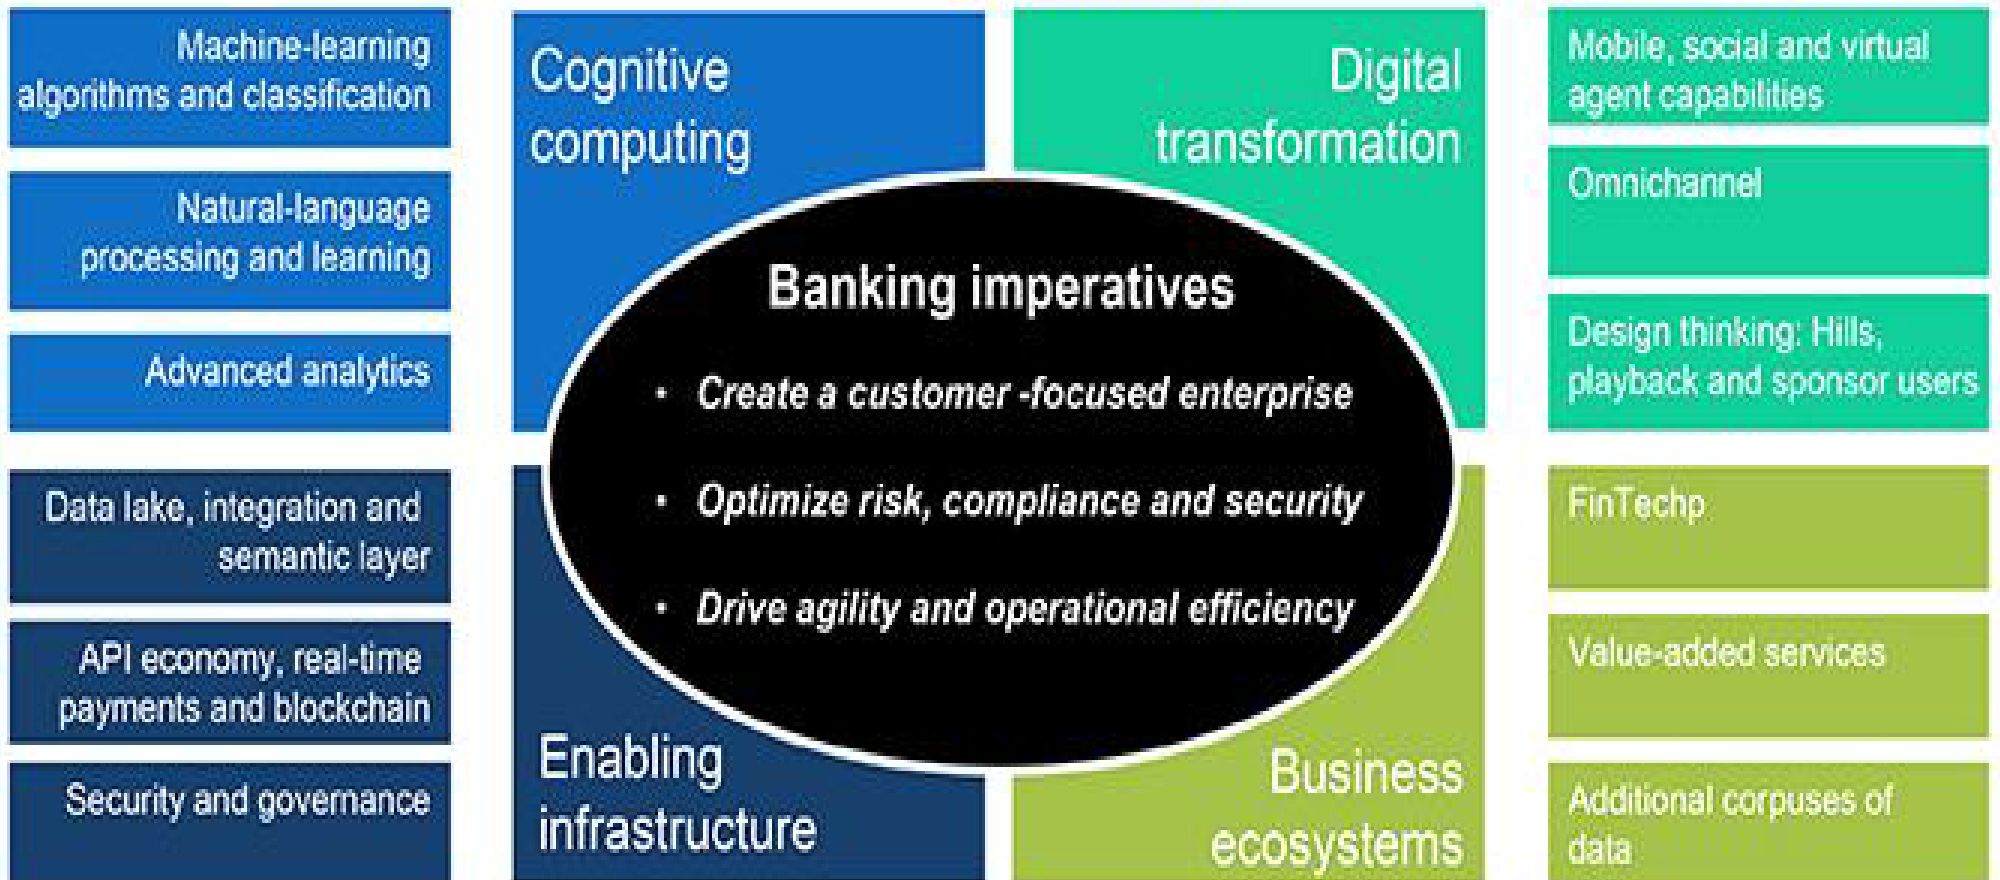 Machine-learning
algorithms and classification
Natural-language
processing and learning
Advanced analytics
Data lake, integration and
semantic layer
API economy, real-time
payments and blockchain
Security and governance
Cognitive
computing
Digital
transformation
Banking imperatives
• Create a customer -focused enterprise
• Optimize risk, compliance and security
• Drive agility and operational efficiency
Enabling
infrastructure
Business
ecosystems
Mobile, social and virtual
agent capabilities
Omnichannel
Design thinking: Hills,
playback and sponsor users
FinTechp
Value-added services
Additional corpuses of
data